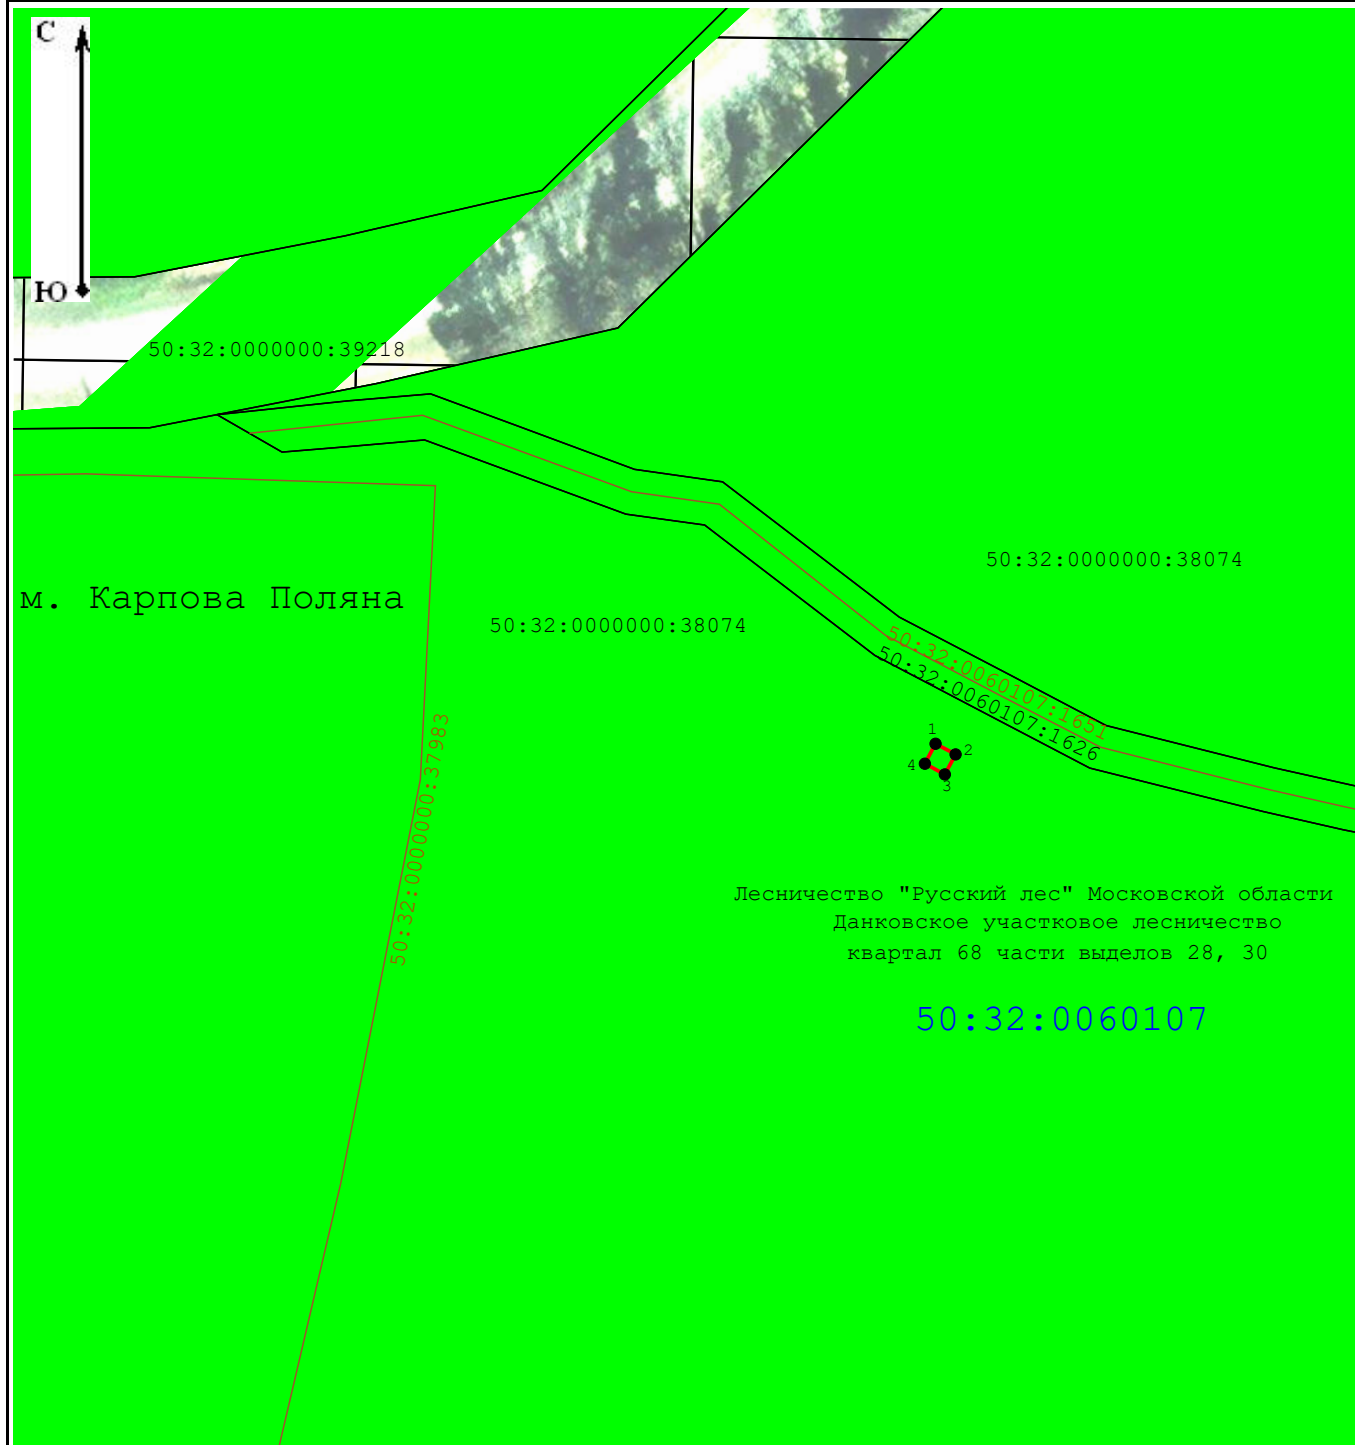 С
Ю
50:32:0000000:39218
50:32:0000000:38074
м. Карпова Поляна
50:32:0000000:38074
50:32:0060107:1651
50:32:0060107:1626
50:32:0000000:37983
1
2
4
3
Лесничество "Русский лес" Московской области
Данковское участковое лесничество
квартал 68 части выделов 28, 30
50:32:0060107